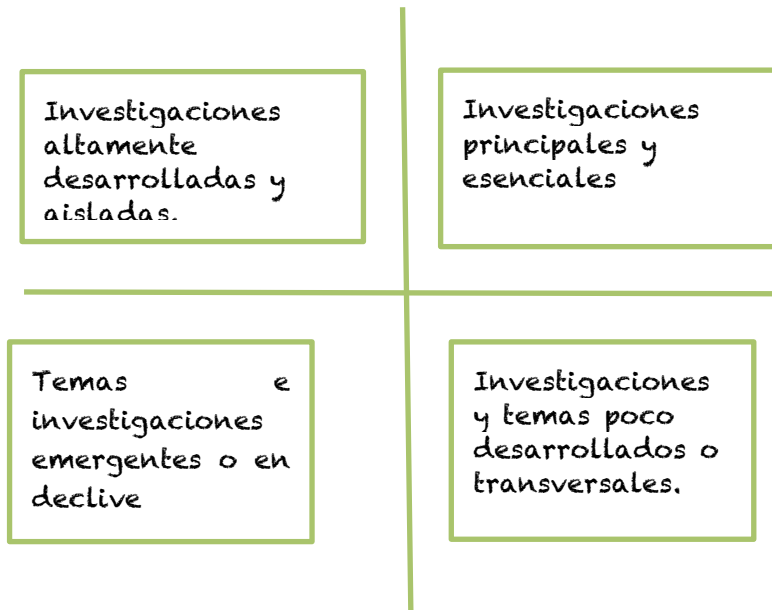 Investigaciones
altamente
desarrolladas y
aisladas.
Investigaciones
principales y
esenciales
Temas e
investigaciones
emergentes o en
declive
Investigaciones
y temas poco
desarrollados o
transversales.